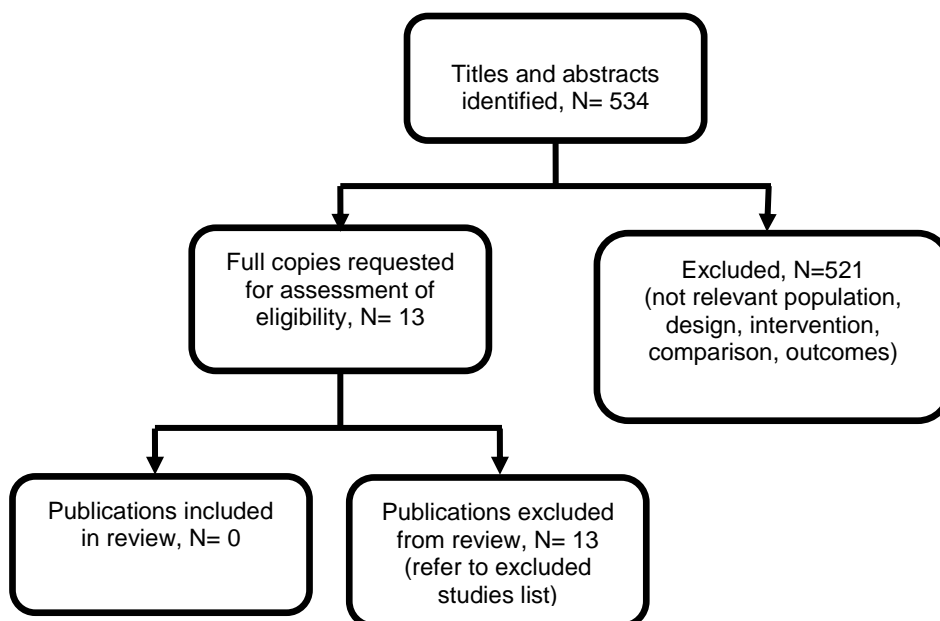 Titles and abstracts
identified, N= 534
Full copies requested
for assessment of
eligibility, N= 13
Excluded, N=521
(not relevant population,
design, intervention,
comparison, outcomes)
Publications included
in review, N= 0
Publications excluded
from review, N= 13
(refer to excluded
studies list)